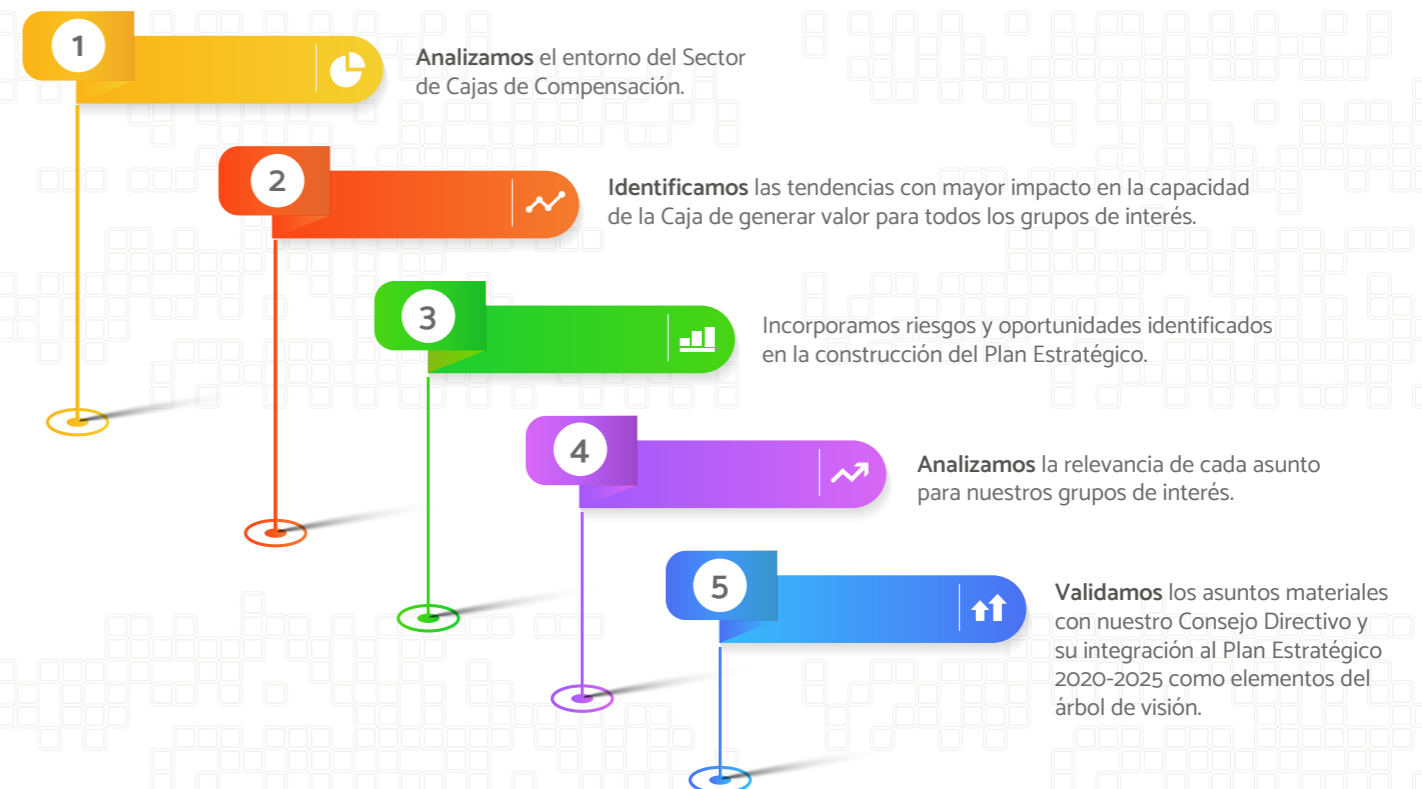 1
Analizamos el entorno del Sector
de Cajas de Compensación.
2
Identificamos las tendencias con mayor impacto en la capacidad
de la Caja de generar valor para todos los grupos de interés.
3
Incorporamos riesgos y oportunidades identificados
en la construcción del Plan Estratégico.
4
Analizamos la relevancia de cada asunto
para nuestros grupos de interés.
5
Validamos los asuntos materiales
con nuestro Consejo Directivo y
su integración al Plan Estratégico
2020-2025 como elementos del
árbol de visión.